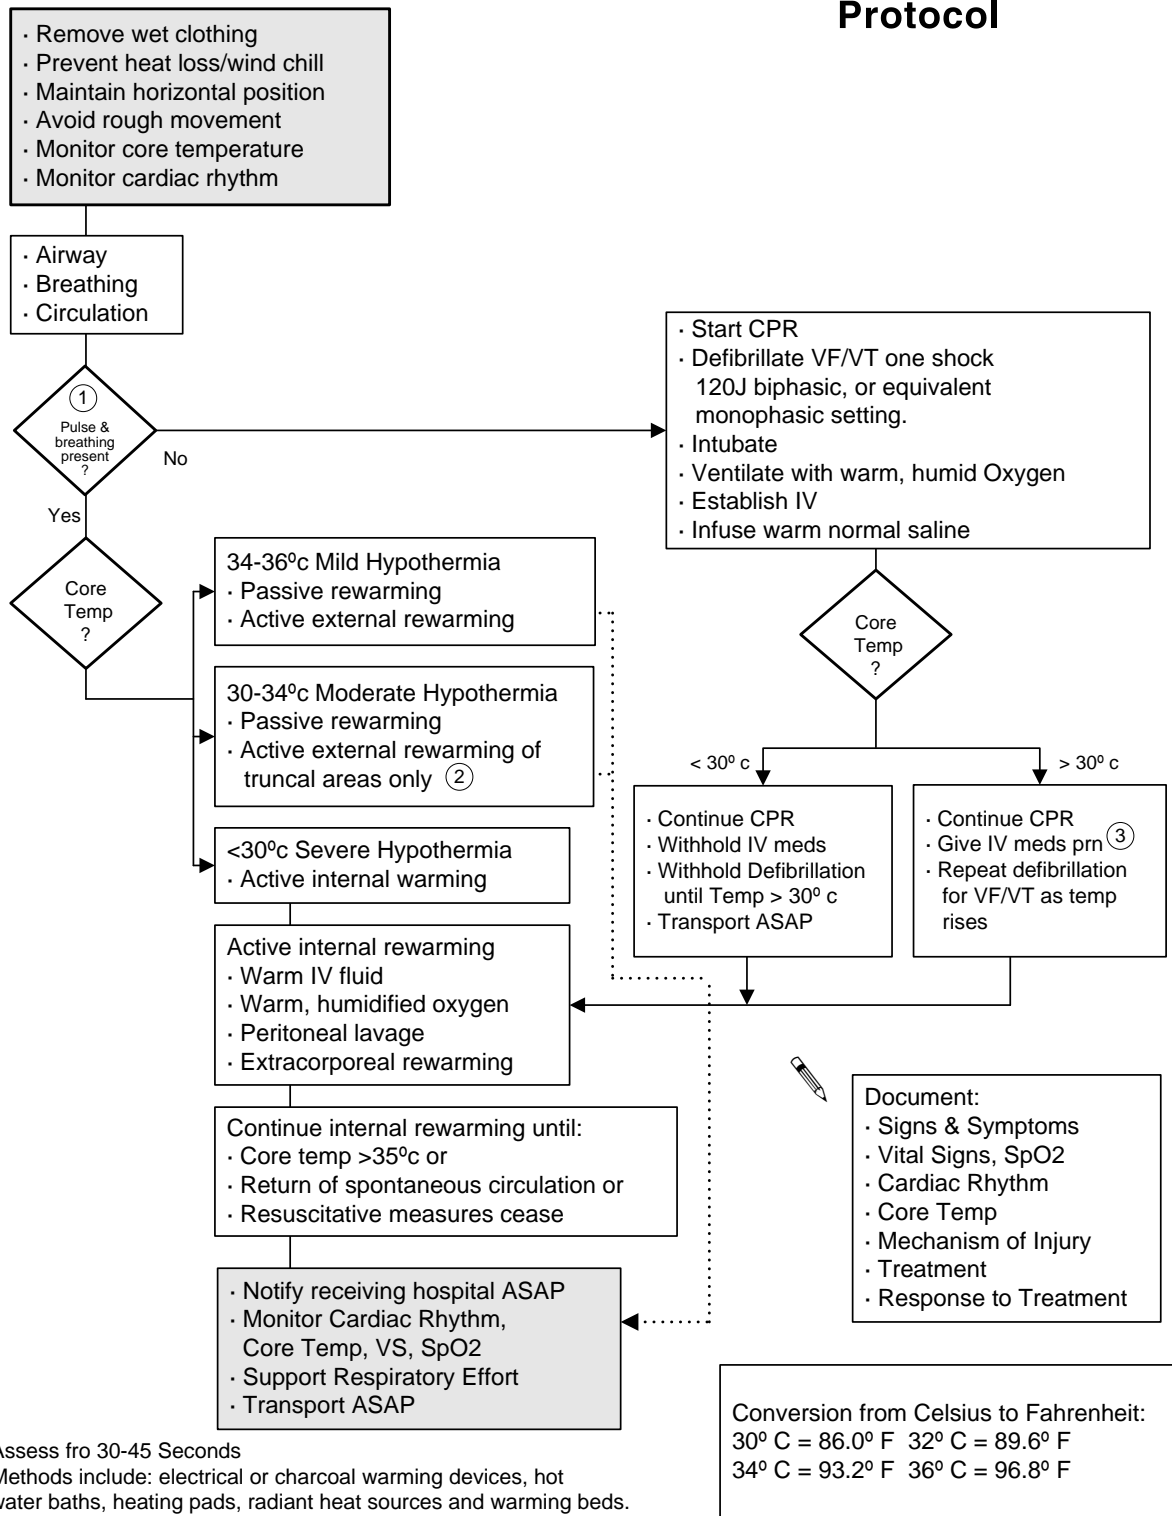 Protocol
· Remove wet clothing
· Prevent heat loss/wind chill
· Maintain horizontal position
· Avoid rough movement
· Monitor core temperature
· Monitor cardiac rhythm
· Airway
· Breathing
· Circulation
1
Pulse &
breathing
present
?
No
Yes
· Start CPR
· Defibrillate VF/VT one shock
120J biphasic, or equivalent
monophasic setting.
· Intubate
· Ventilate with warm, humid Oxygen
· Establish IV
· Infuse warm normal saline
Core
Temp
?
34-36ºc Mild Hypothermia
· Passive rewarming
· Active external rewarming
30-34ºc Moderate Hypothermia
· Passive rewarming
· Active external rewarming of
truncal areas only 2
<30ºc Severe Hypothermia
· Active internal warming
Core
Temp
?
< 30º c
> 30º c
· Continue CPR
· Withhold IV meds
· Withhold Defibrillation
until Temp > 30º c
· Transport ASAP
· Continue CPR
· Give IV meds prn 3
· Repeat defibrillation
for VF/VT as temp
rises
Active internal rewarming
· Warm IV fluid
· Warm, humidified oxygen
· Peritoneal lavage
· Extracorporeal rewarming
Continue internal rewarming until:
· Core temp >35ºc or
· Return of spontaneous circulation or
· Resuscitative measures cease
· Notify receiving hospital ASAP
· Monitor Cardiac Rhythm,
Core Temp, VS, SpO2
· Support Respiratory Effort
· Transport ASAP
Document:
· Signs & Symptoms
· Vital Signs, SpO2
· Cardiac Rhythm
· Core Temp
· Mechanism of Injury
· Treatment
· Response to Treatment
Conversion from Celsius to Fahrenheit:
30º C = 86.0º F 32º C = 89.6º F
34º C = 93.2º F 36º C = 96.8º F
Assess fro 30-45 Seconds
Methods include: electrical or charcoal warming devices, hot
water baths, heating pads, radiant heat sources and warming beds.